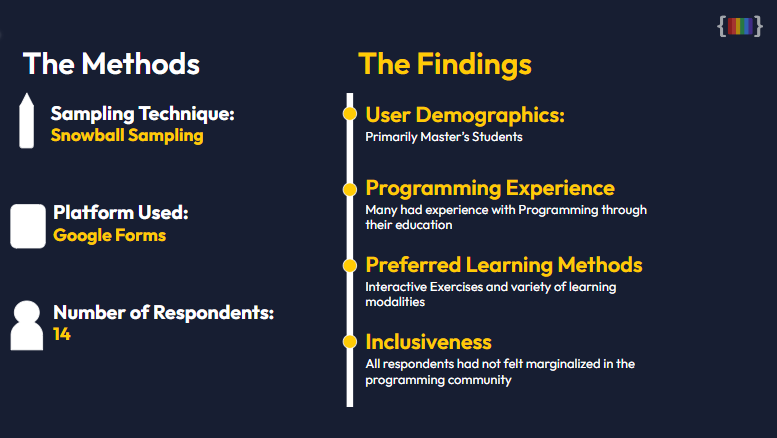 The Methods
Sampling Technique:
Snowball Sampling
Platform Used:
Google Forms
Number of Respondents:
14
The Findings
User Demographics:
Primarily Master's Students
Programming Experience
Many had experience with Programming through
their education
Preferred Learning Methods
Interactive Exercises and variety of learning
modalities
Inclusiveness
All respondents had not felt marginalized in the
programming community